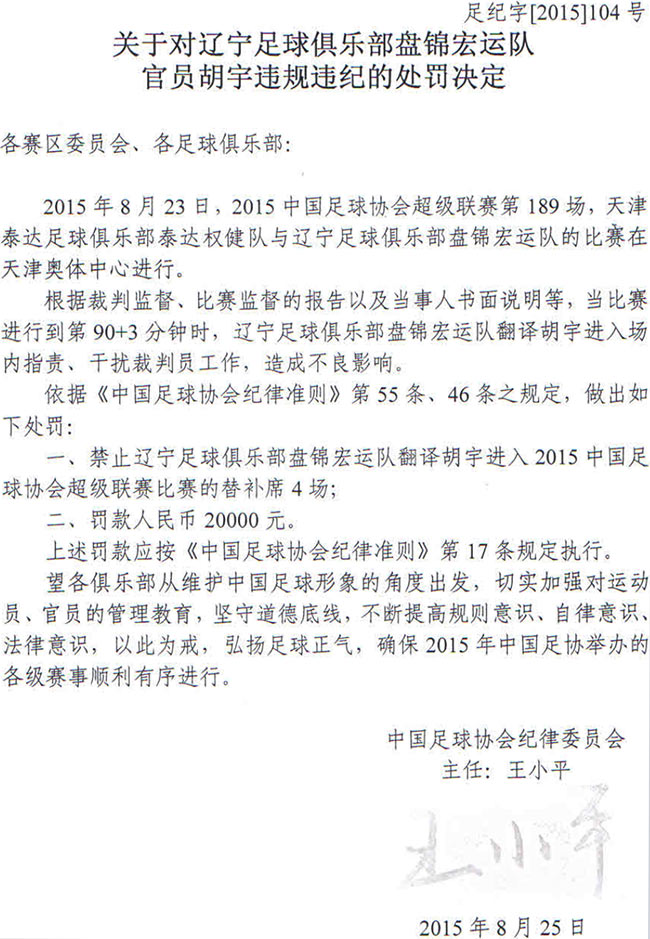 足纪字[2015]104 号
关于对辽宁足球俱乐部盘锦宏运队
官员胡宇违规违纪的处罚决定
各赛区委员会、各足球俱乐部：
2015 年 8 月 23 日，2015 中国足球协会超级联赛第 189 场，天津
泰达足球俱乐部泰达权健队与辽宁足球俱乐部盘锦宏运队的比赛在
天津奥体中心进行。
根据裁判监督、比赛监督的报告以及当事人书面说明等，当比赛
进行到第 90+3 分钟时，辽宁足球俱乐部盘锦宏运队翻译胡宇进入场
内指责、干扰裁判员工作，造成不良影响。
依据《中国足球协会纪律准则》第 55 条、46 条之规定，做出如
下处罚：
一、禁止辽宁足球俱乐部盘锦宏运队翻译胡宇进入 2015 中国足
球协会超级联赛比赛的替补席 4 场；
二、罚款人民币 20000 元。
上述罚款应按《中国足球协会纪律准则》第 17 条规定执行。
望各俱乐部从维护中国足球形象的角度出发，切实加强对运动
员、官员的管理教育，坚守道德底线，不断提高规则意识、自律意识、
法律意识，以此为戒，弘扬足球正气，确保 2015 年中国足协举办的
各级赛事顺利有序进行。
中国足球协会纪律委员会
主任：王小平
王小平
2015 年 8 月 25 日